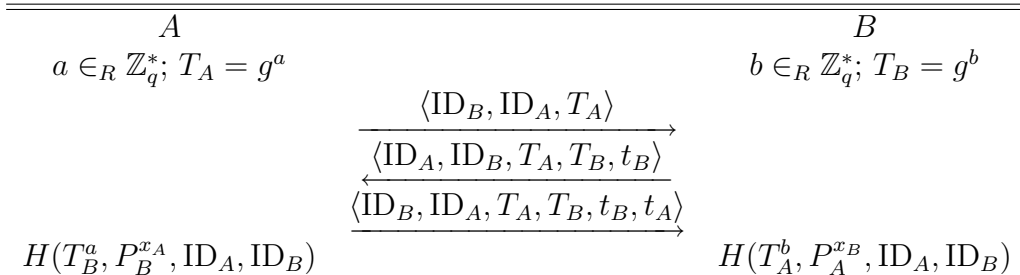 A B
a ∈_R ℤ_q^*; T_A = g^a b ∈_R ℤ_q^*; T_B = g^b
⟨ID_B, ID_A, T_A⟩
⟨ID_A, ID_B, T_A, T_B, t_B⟩
⟨ID_B, ID_A, T_A, T_B, t_B, t_A⟩
H(T_B^a, P_B^{x_A}, ID_A, ID_B) H(T_A^b, P_A^{x_B}, ID_A, ID_B)